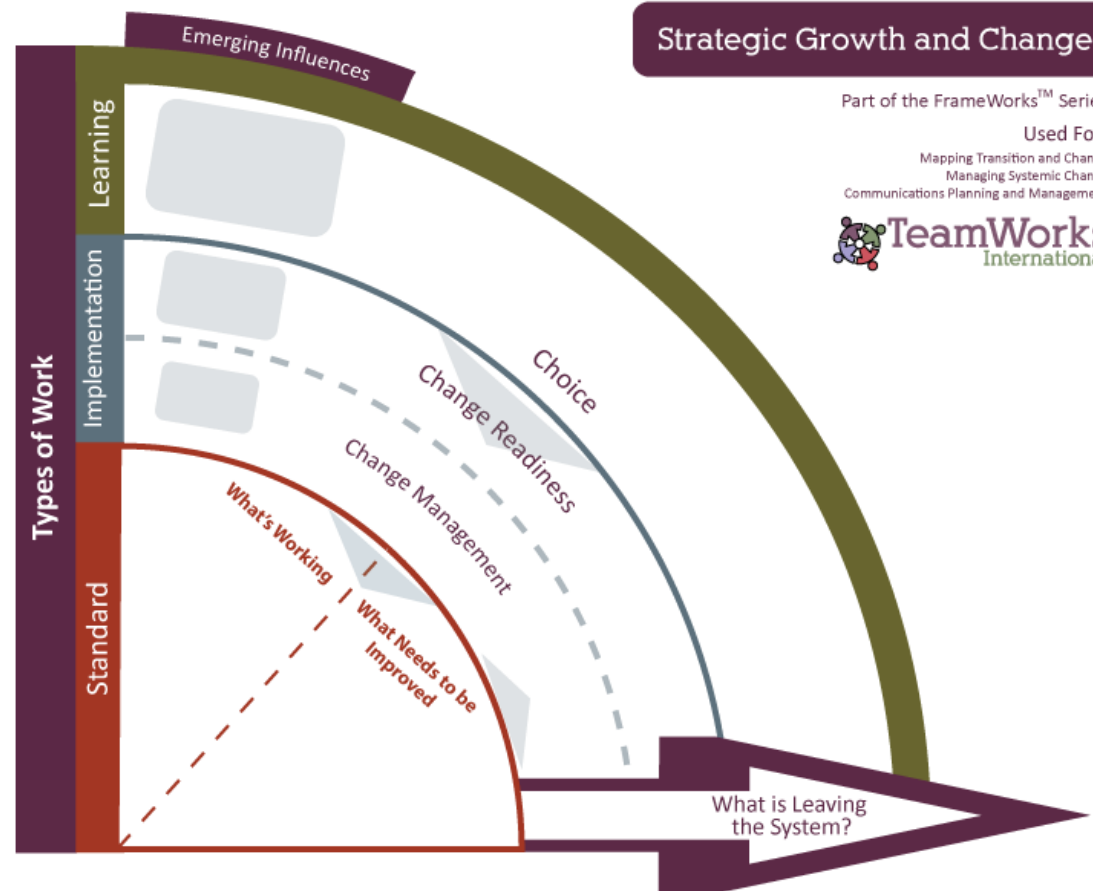 Emerging Influences
Strategic Growth and Change
Part of the FrameWorks™ Serie
Used Fo
Mapping Transition and Chan
Managing Systemic Chan
Communications Planning and Manageme
TeamWorks
Internationa
Types of Work
Learning
Implementation
Standard
Choice
Change Readiness
Change Management
What's Working
What Needs to be
Improved
What is Leaving
the System?